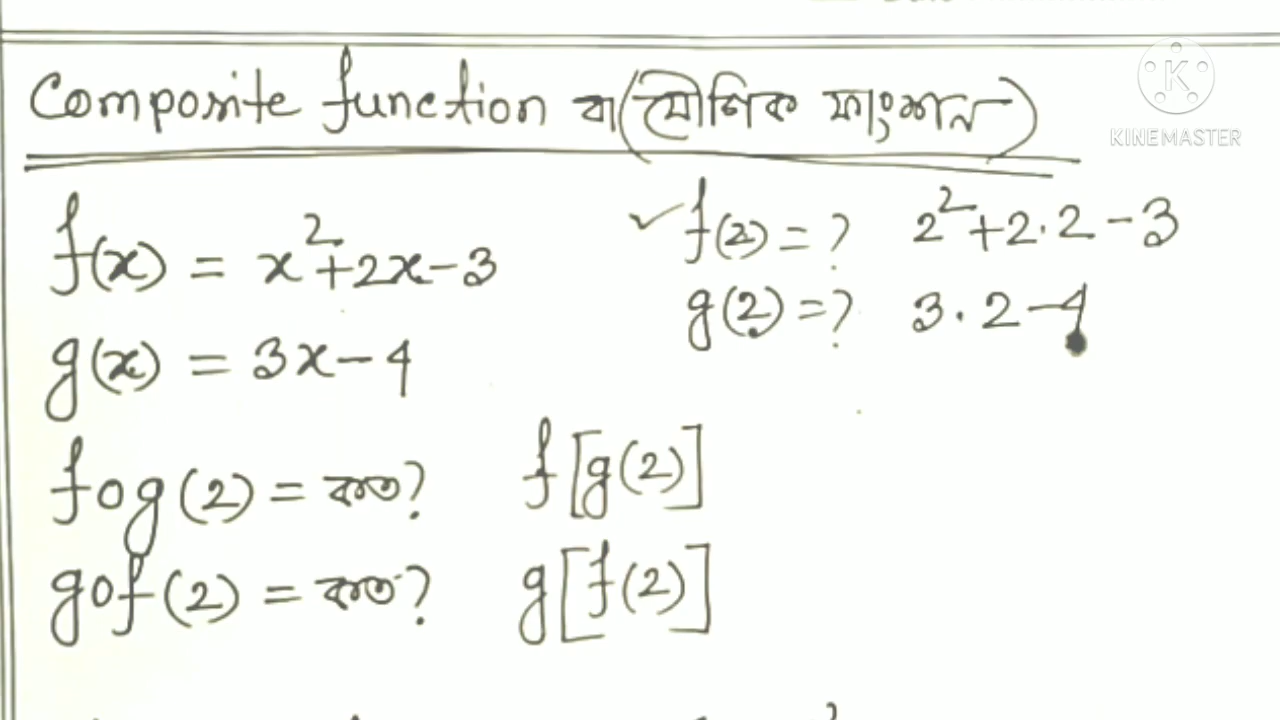 Composite function বা (যৌগিক ফাংশন)
f(x) = x²+2x-3
✓ f(2) = ? 2²+2.2-3
g(2) = ? 3.2-4
g(x) = 3x-4
fog(2) = কত? f[g(2)]
gof(2) = কত? g[f(2)]
K
KINEMASTER